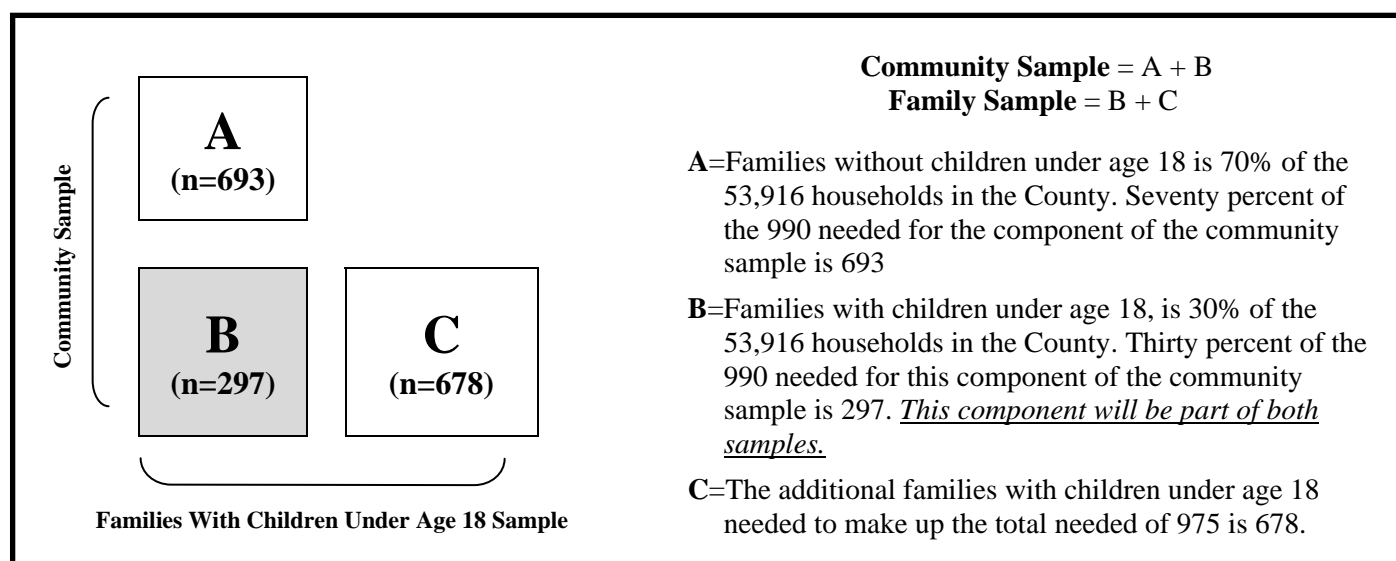 Community Sample
A
(n=693)
B
(n=297)
C
(n=678)
Families With Children Under Age 18 Sample
Community Sample = A + B
Family Sample = B + C
A=Families without children under age 18 is 70% of the
53,916 households in the County. Seventy percent of
the 990 needed for the component of the community
sample is 693
B=Families with children under age 18, is 30% of the
53,916 households in the County. Thirty percent of the
990 needed for this component of the community
sample is 297. This component will be part of both
samples.
C=The additional families with children under age 18
needed to make up the total needed of 975 is 678.